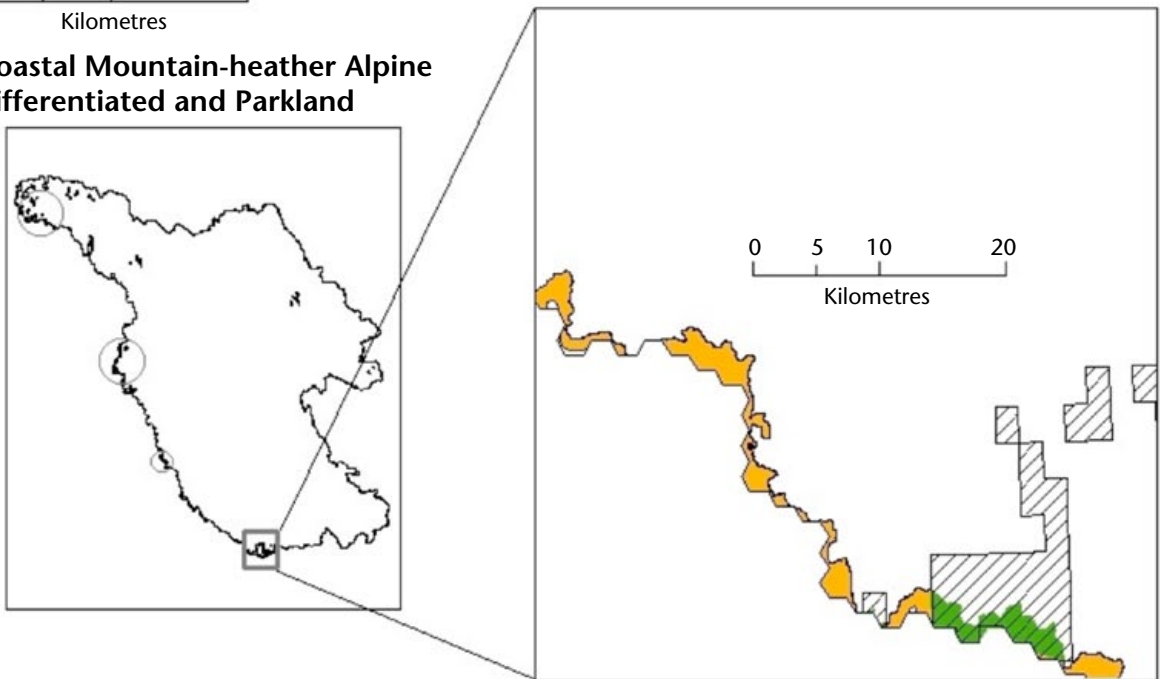 Kilometres
oastal Mountain-heather Alpine
ifferentiated and Parkland
0 5 10 20
Kilometres